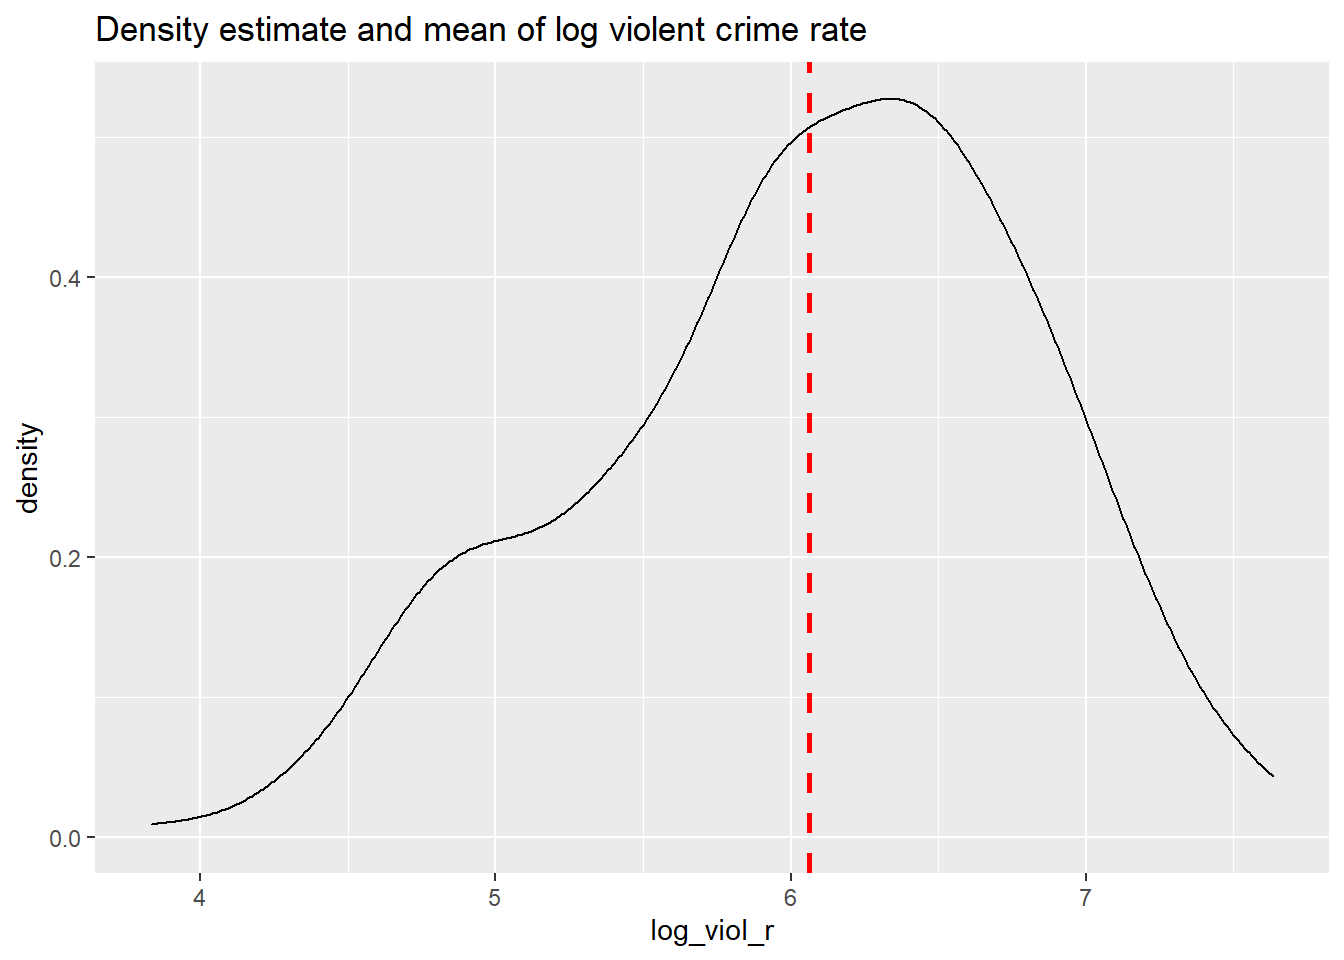 Density estimate and mean of log violent crime rate
density
0.4
0.2
0.0
4 5 6 7
log_viol_r